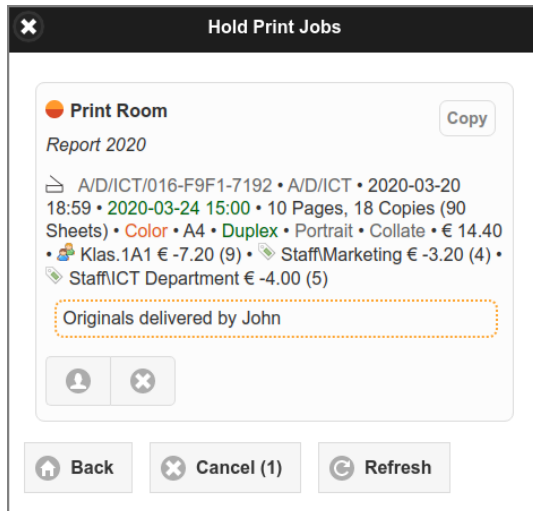 Hold Print Jobs
Print Room
Copy
Report 2020
A/D/ICT/016-F9F1-7192 • A/D/ICT • 2020-03-20
18:59 • 2020-03-24 15:00 • 10 Pages, 18 Copies (90
Sheets) • Color • A4 • Duplex • Portrait • Collate • € 14.40
• Klas.1A1 € -7.20 (9) • Staff\Marketing € -3.20 (4) •
Staff\ICT Department € -4.00 (5)
Originals delivered by John
Back
Cancel (1)
Refresh